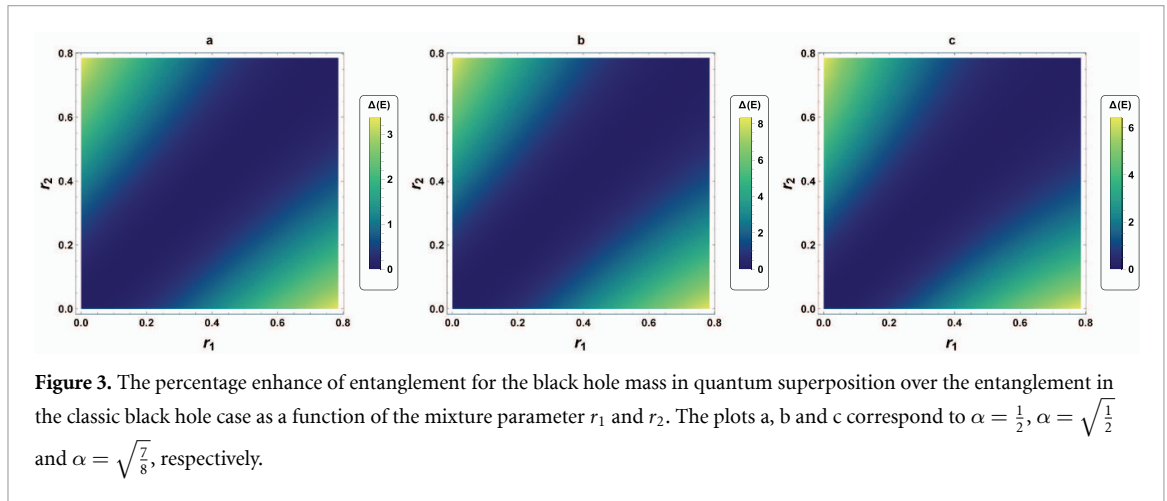 a
b
c
0.8
0.6
0.4
0.2
0.0
r₂
0.0 0.2 0.4 0.6 0.8
r₁
Δ(E)
3
2
1
0
0.8
0.6
0.4
0.2
0.0
r₂
0.0 0.2 0.4 0.6 0.8
r₁
Δ(E)
8
6
4
2
0
0.8
0.6
0.4
0.2
0.0
r₂
0.0 0.2 0.4 0.6 0.8
r₁
Δ(E)
6
4
2
0
Figure 3. The percentage enhance of entanglement for the black hole mass in quantum superposition over the entanglement in
the classic black hole case as a function of the mixture parameter r₁ and r₂. The plots a, b and c correspond to α = 1/2, α = √(1/2)
and α = √(7/8), respectively.